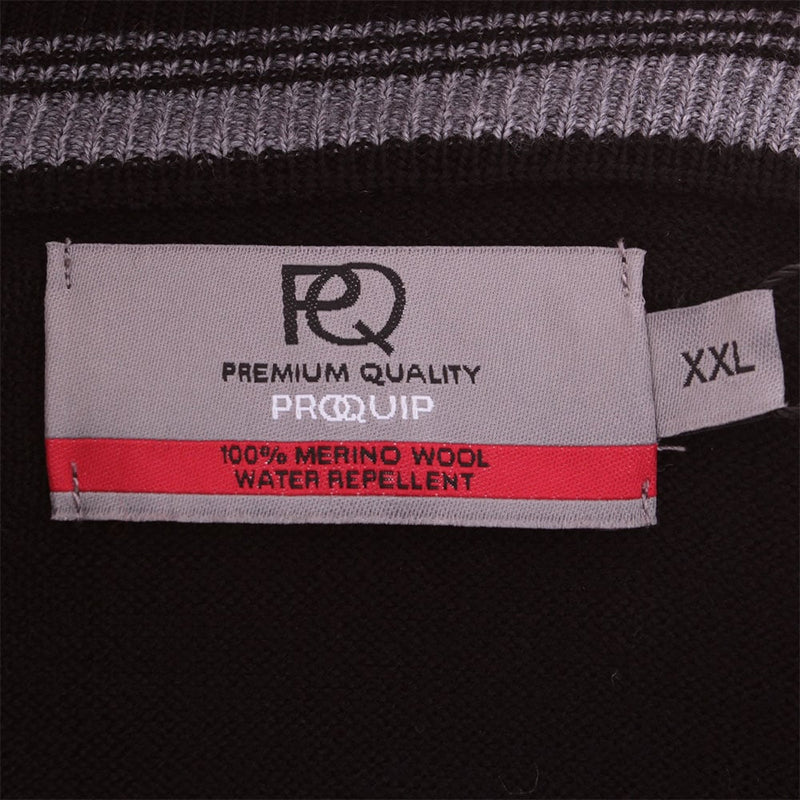 PQ
PREMIUM QUALITY
PROQUIP
100% MERINO WOOL
WATER REPELLENT
XXL